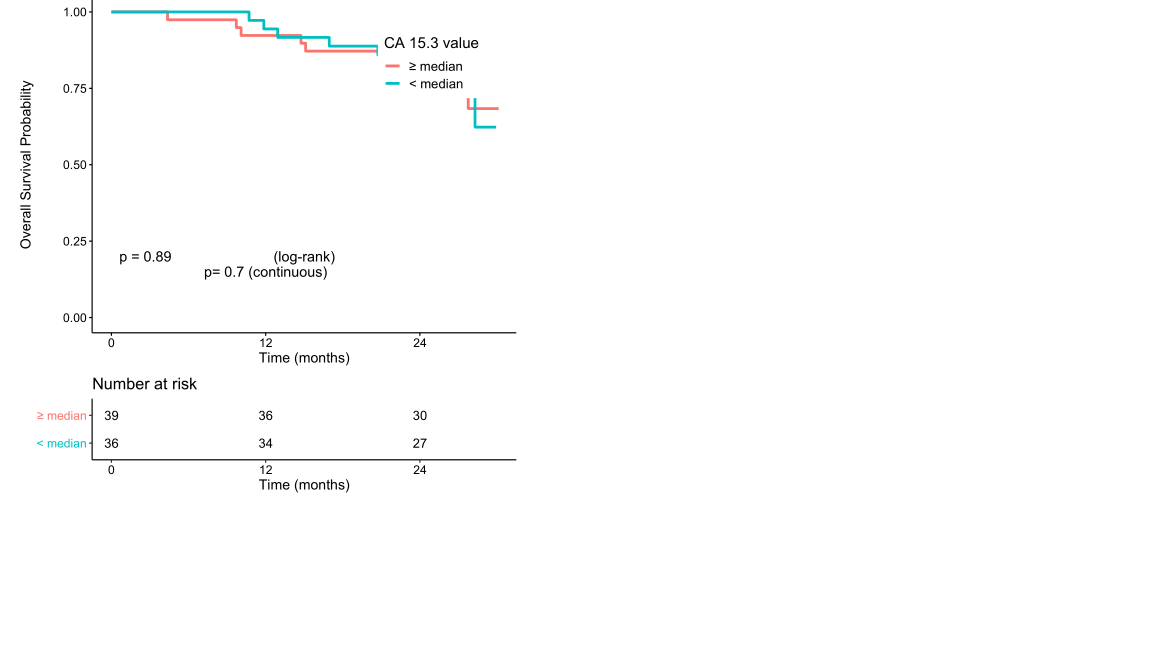 1.00
CA 15.3 value
≥ median
< median
0.75
0.50
0.25
0.00
Overall Survival Probability
p = 0.89 (log-rank)
p= 0.7 (continuous)
0 12 24
Time (months)
Number at risk
≥ median 39 36 30
< median 36 34 27
0 12 24
Time (months)